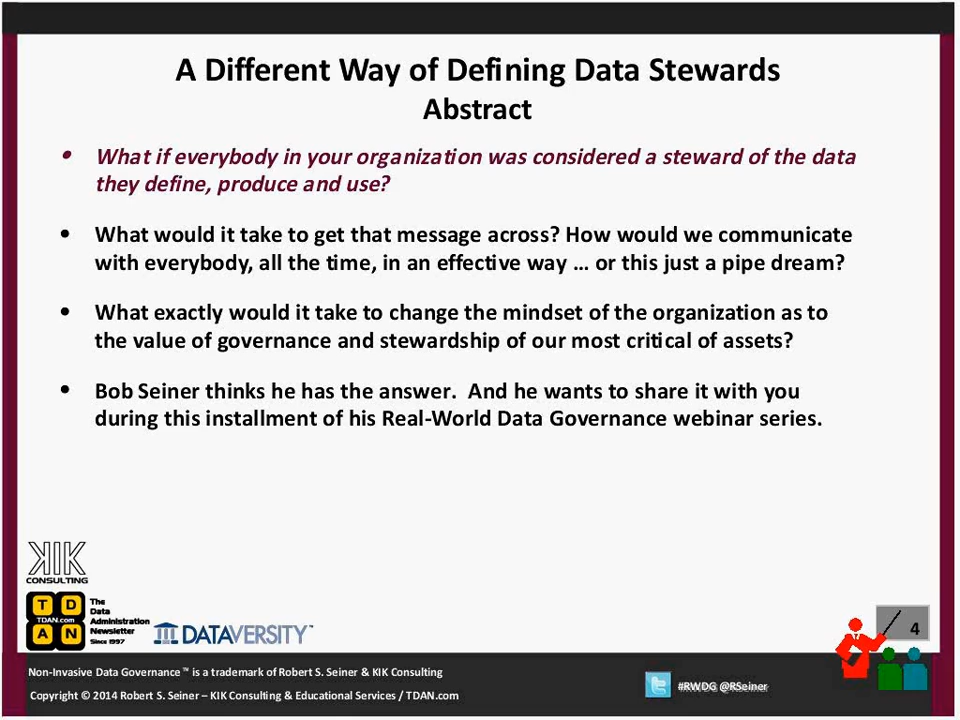 A Different Way of Defining Data Stewards
Abstract
• What if everybody in your organization was considered a steward of the data
they define, produce and use?
• What would it take to get that message across? How would we communicate
with everybody, all the time, in an effective way ... or this just a pipe dream?
• What exactly would it take to change the mindset of the organization as to
the value of governance and stewardship of our most critical of assets?
• Bob Seiner thinks he has the answer.  And he wants to share it with you
during this installment of his Real-World Data Governance webinar series.
KIK
CONSULTING
T D
TDAN.com
A N
The
Data
Administration
Newsletter
Since 1997
DATAVERSITY™
4
Non-Invasive Data Governance™ is a trademark of Robert S. Seiner & KIK Consulting
Copyright © 2014 Robert S. Seiner – KIK Consulting & Educational Services / TDAN.com
#RWDG @RSeiner